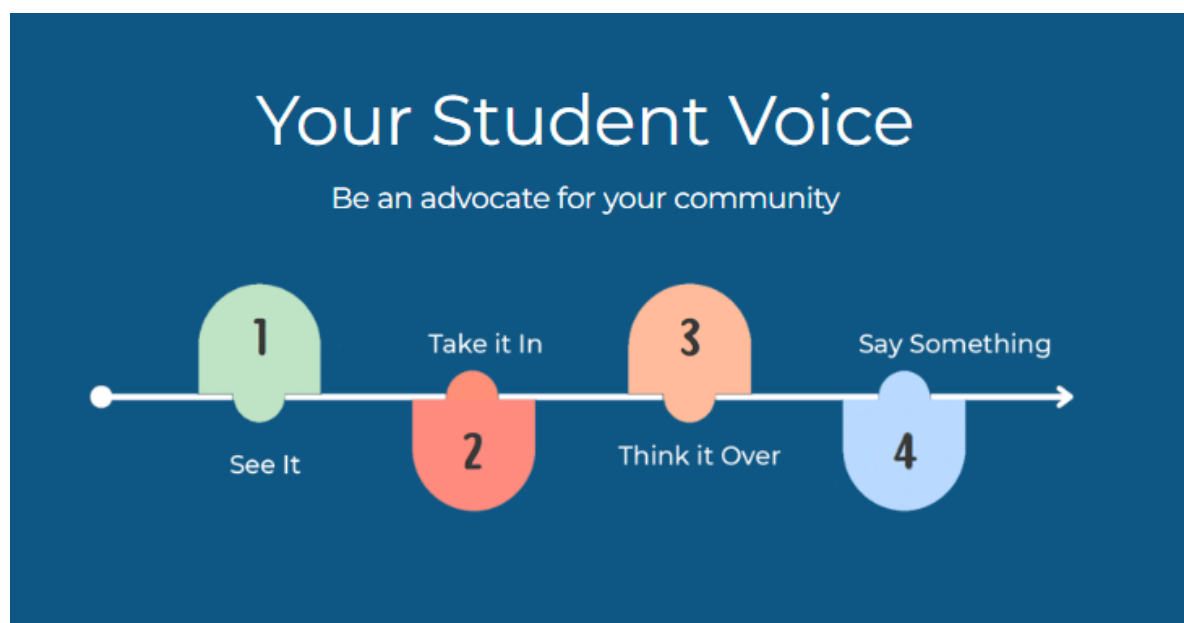 Your Student Voice
Be an advocate for your community
1
See It
2
Take it In
3
Think it Over
4
Say Something